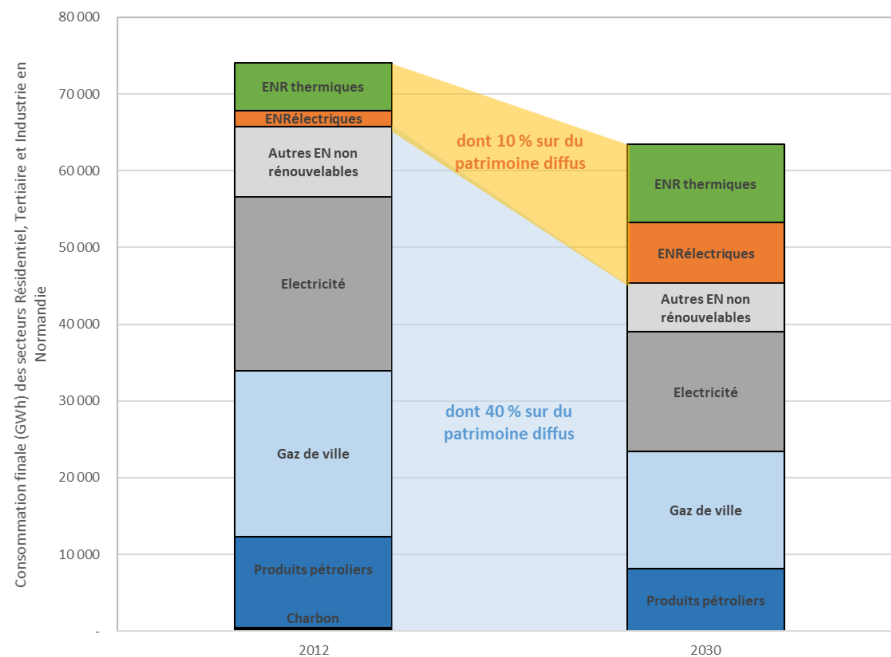 Consommation finale (GWh) des secteurs Résidentiel, Tertiaire et Industrie en
Normandie
80 000
70 000
60 000
50 000
40 000
30 000
20 000
10 000
-
ENR thermiques
ENRélectriques
Autres EN non
rénouvelables
Electricité
Gaz de ville
Produits pétroliers
Charbon
dont 10 % sur du
patrimoine diffus
dont 40 % sur du
patrimoine diffus
ENR thermiques
ENRélectriques
Autres EN non
rénouvelables
Electricité
Gaz de ville
Produits pétroliers
2012
2030